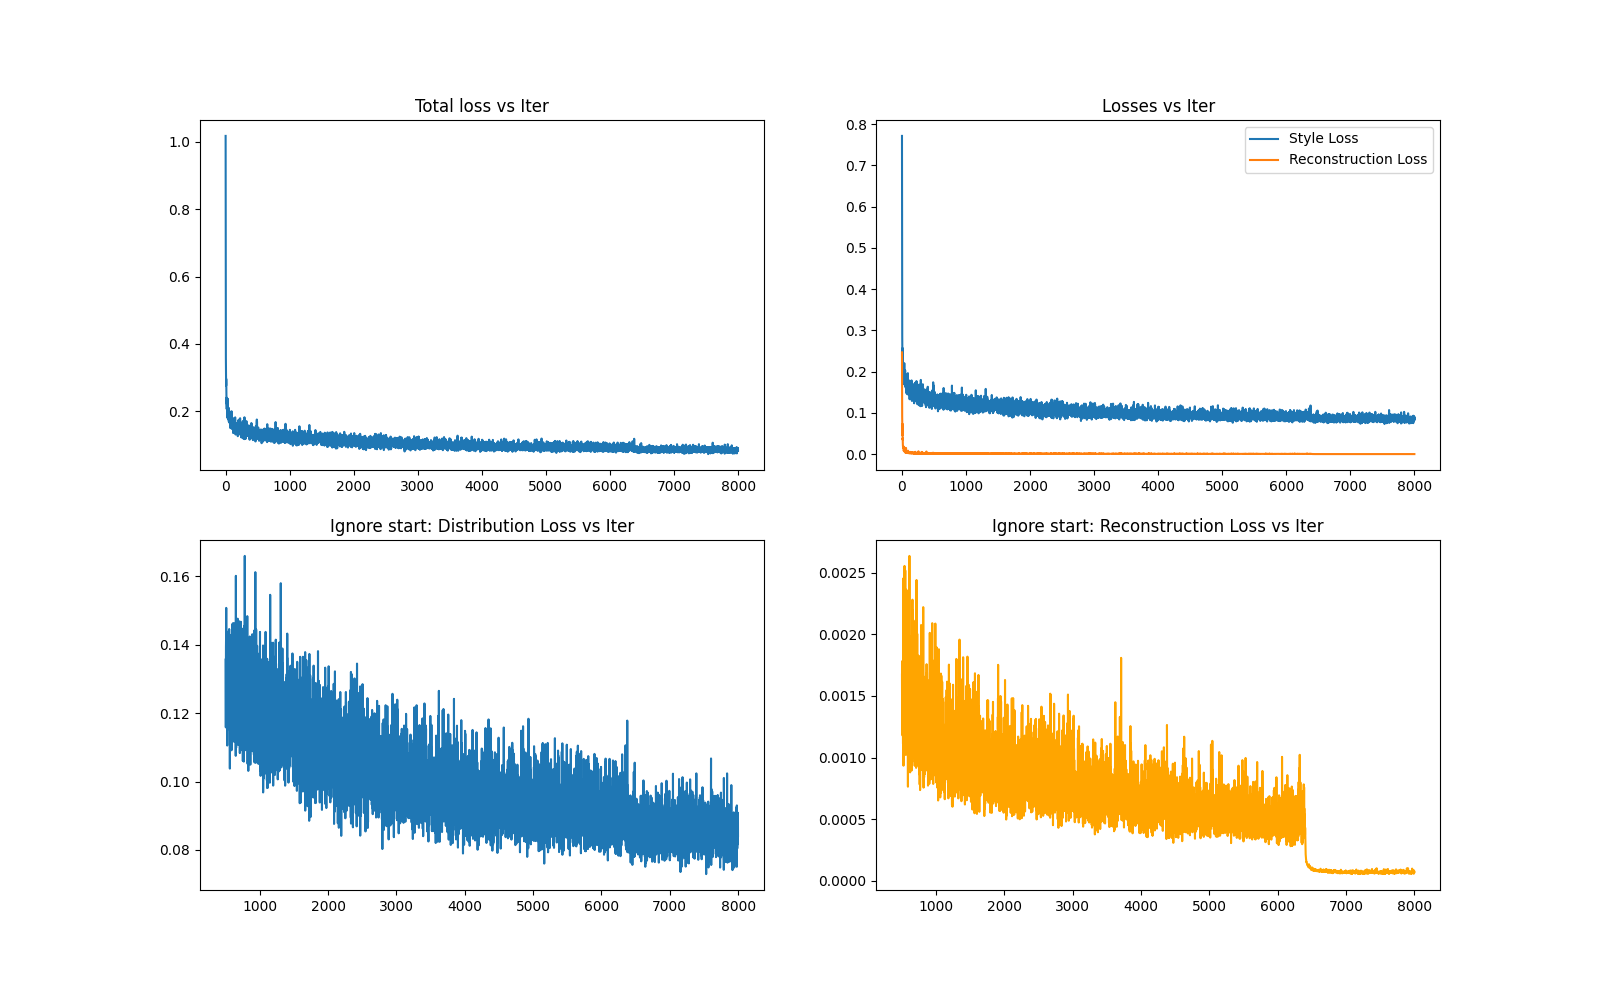 Total loss vs Iter
1.0
0.8
0.6
0.4
0.2
0 1000 2000 3000 4000 5000 6000 7000 8000
Losses vs Iter
Style Loss
Reconstruction Loss
0.8
0.7
0.6
0.5
0.4
0.3
0.2
0.1
0.0
0 1000 2000 3000 4000 5000 6000 7000 8000
Ignore start: Distribution Loss vs Iter
0.16
0.14
0.12
0.10
0.08
1000 2000 3000 4000 5000 6000 7000 8000
Ignore start: Reconstruction Loss vs Iter
0.0025
0.0020
0.0015
0.0010
0.0005
0.0000
1000 2000 3000 4000 5000 6000 7000 8000